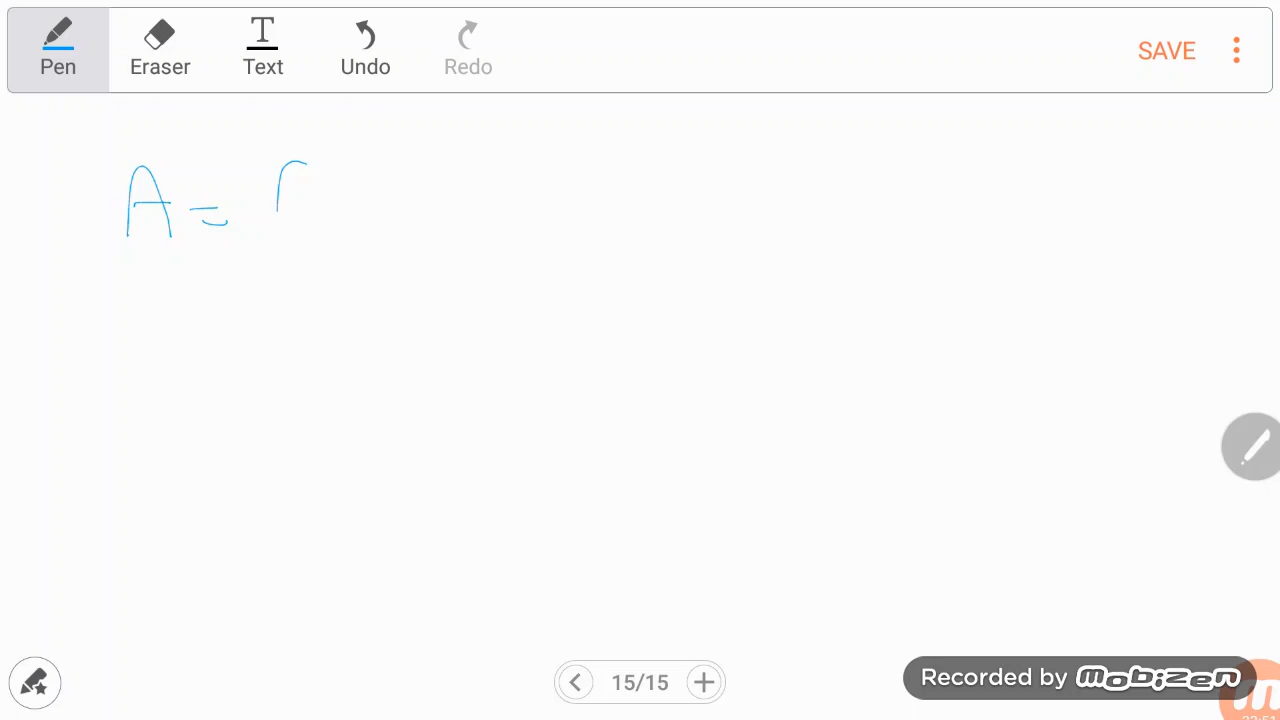 Pen Eraser Text Undo Redo SAVE
A =
15/15
Recorded by mobizen